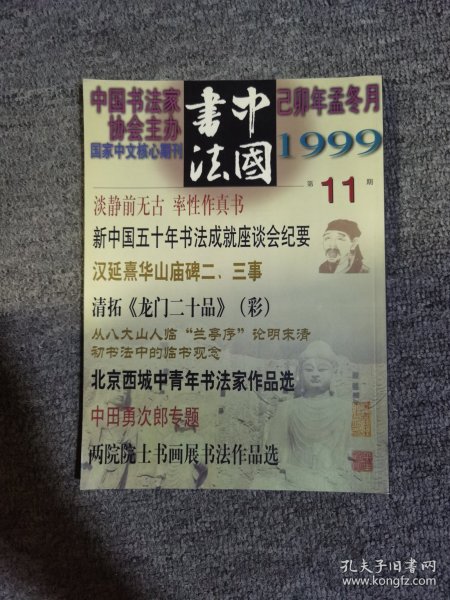 中国书法家
协会主办
国家中文核心期刊
中國
書法
己卯年孟冬月
1999
第 11 期
淡静前无古 率性作真书
新中国五十年书法成就座谈会纪要
汉延熹华山庙碑二、三事
清拓《龙门二十品》（彩）
从八大山人临“兰亭序”论明末清
初书法中的临书观念
北京西城中青年书法家作品选
中田勇次郎专题
两院院士书画展书法作品选
孔夫子旧书网
www.kongfz.com